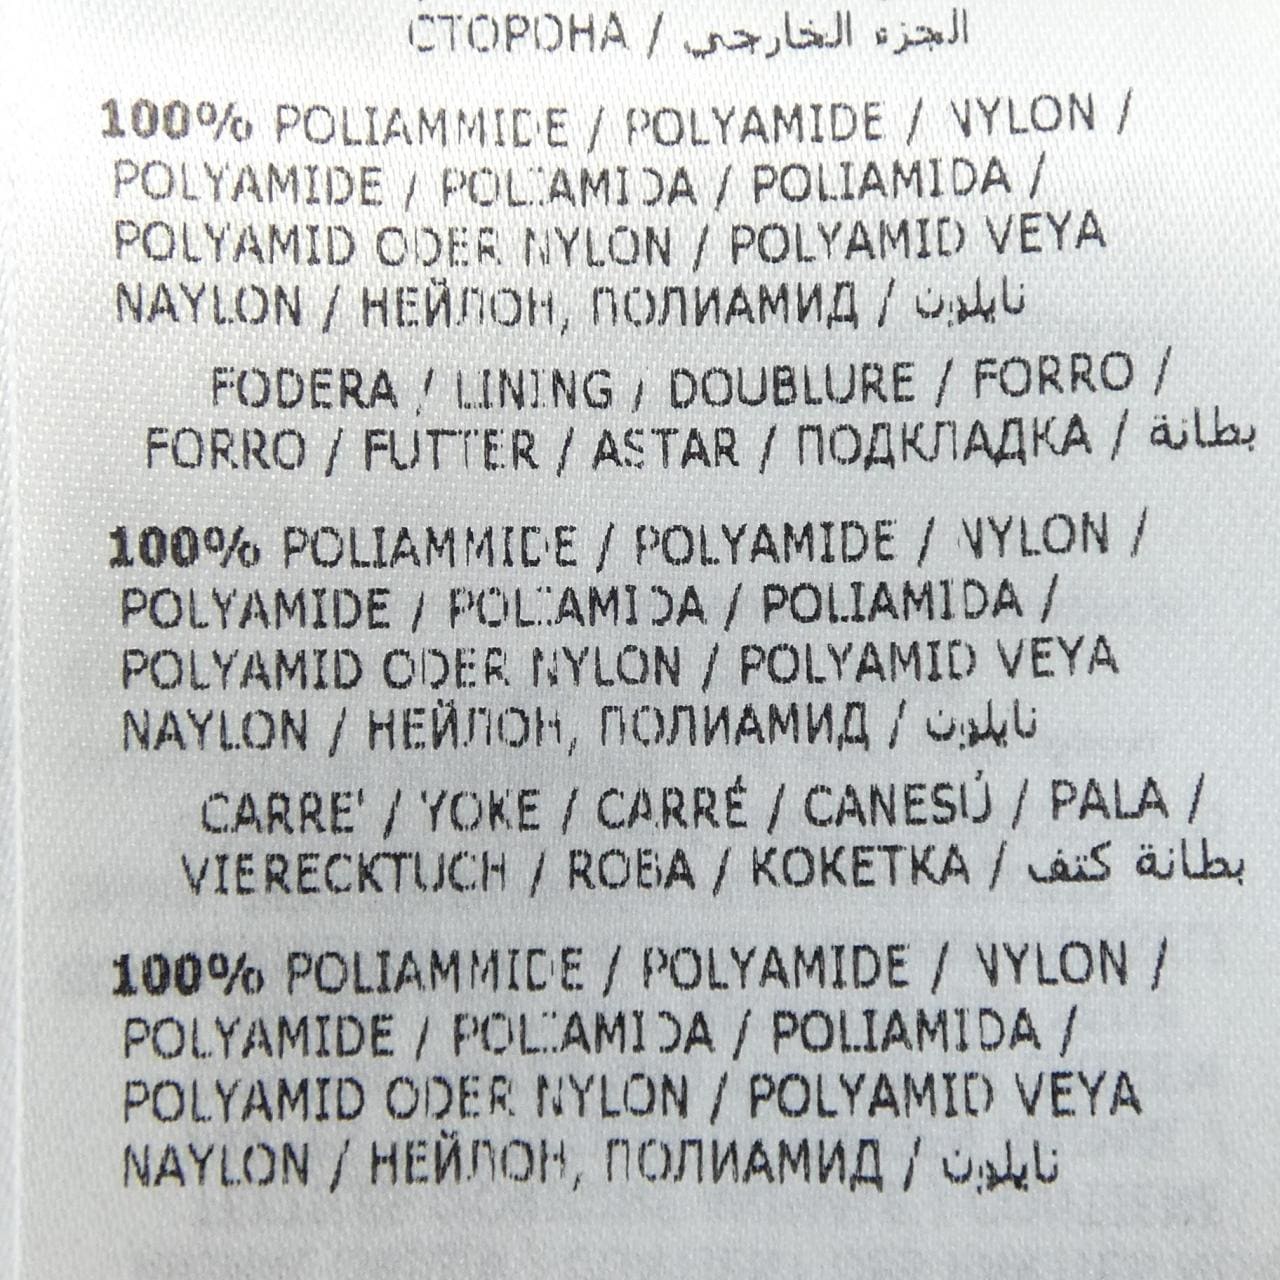 СТОРОНА / الجزء الخارجي
100% POLIAMMIDE / POLYAMIDE / NYLON /
POLYAMIDE / POLIAMIDA / POLIAMIDA /
POLYAMID ODER NYLON / POLYAMID VEYA
NAYLON / НЕЙЛОН, ПОЛИАМИД / نايلون
FODERA / LINING / DOUBLURE / FORRO /
FORRO / FUTTER / ASTAR / ПОДКЛАДКА / بطانة
100% POLIAMMIDE / POLYAMIDE / NYLON /
POLYAMIDE / POLIAMIDA / POLIAMIDA /
POLYAMID ODER NYLON / POLYAMID VEYA
NAYLON / НЕЙЛОН, ПОЛИАМИД / نايلون
CARRE' / YOKE / CARRÉ / CANESÚ / PALA /
VIERECKTUCH / ROBA / КОКЕТКА / بطانة كتف
100% POLIAMMIDE / POLYAMIDE / NYLON /
POLYAMIDE / POLIAMIDA / POLIAMIDA /
POLYAMID ODER NYLON / POLYAMID VEYA
NAYLON / НЕЙЛОН, ПОЛИАМИД / نايلون